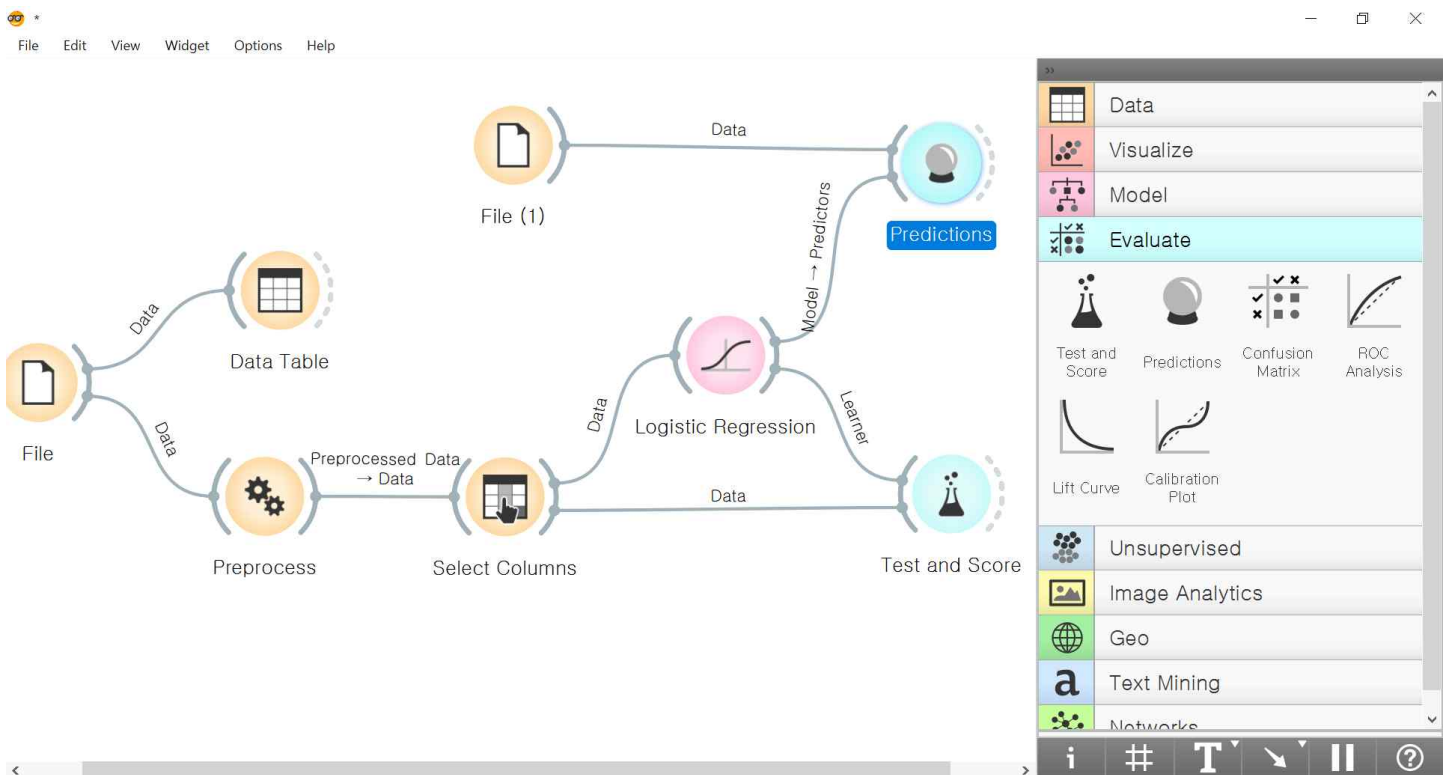 *
File Edit View Widget Options Help
Data
File (1)
Predictions
Model → Predictors
Data
Data Table
File
Data
Preprocess
Preprocessed Data
→ Data
Select Columns
Data
Logistic Regression
Learner
Data
Test and Score
>>
Data
Visualize
Model
Evaluate
Test and
Score
Predictions
Confusion
Matrix
ROC
Analysis
Lift Curve
Calibration
Plot
Unsupervised
Image Analytics
Geo
a Text Mining
Networks
i # T ?